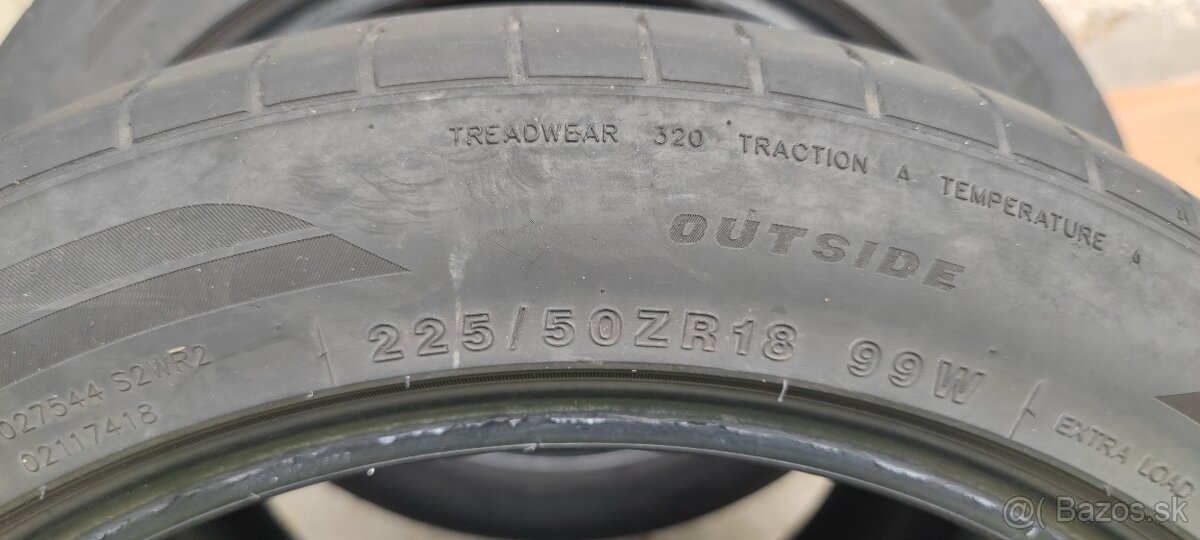 TREADWEAR 320 TRACTION A TEMPERATURE A
OUTSIDE
225/50ZR18 99W
EXTRA LOAD
027544 S2WR2
02117418
@( Bazos.sk